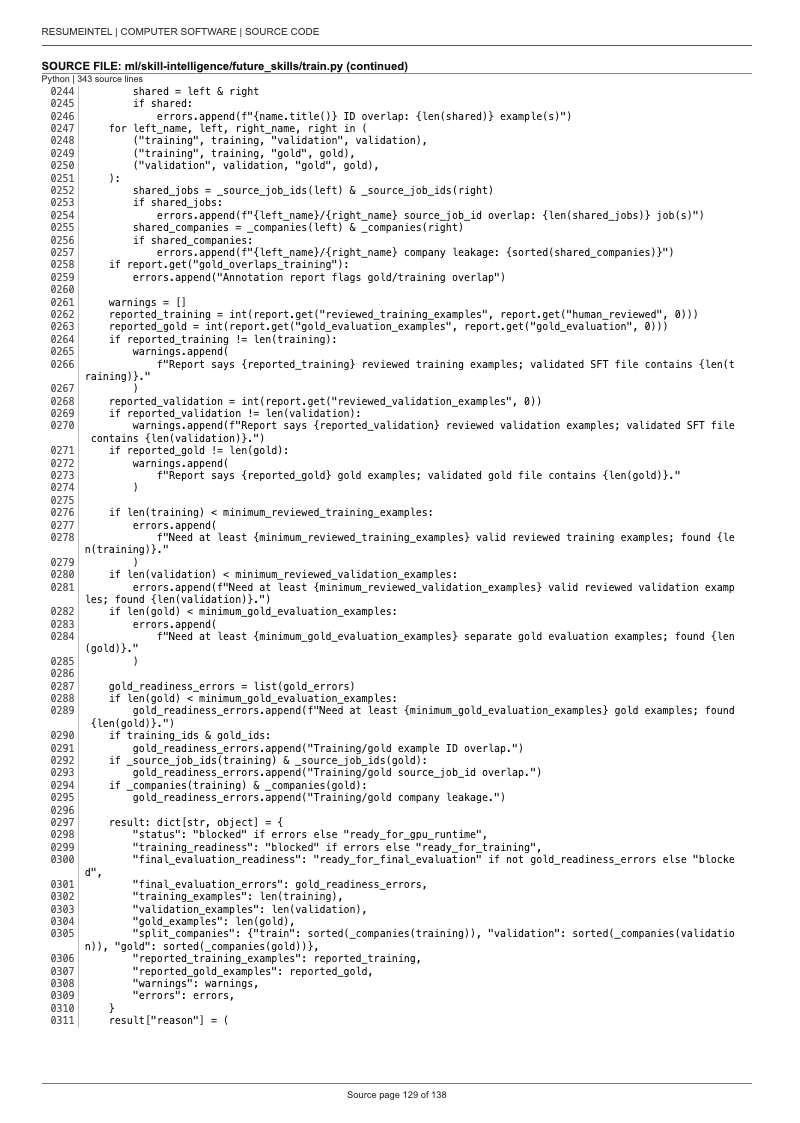 RESUMEINTEL | COMPUTER SOFTWARE | SOURCE CODE
SOURCE FILE: ml/skill-intelligence/future_skills/train.py (continued)
Python | 343 source lines
0244         shared = left & right
0245         if shared:
0246             errors.append(f"{name.title()} ID overlap: {len(shared)} example(s)")
0247     for left_name, left, right_name, right in (
0248         ("training", training, "validation", validation),
0249         ("training", training, "gold", gold),
0250         ("validation", validation, "gold", gold),
0251     ):
0252         shared_jobs = _source_job_ids(left) & _source_job_ids(right)
0253         if shared_jobs:
0254             errors.append(f"{left_name}/{right_name} source_job_id overlap: {len(shared_jobs)} job(s)")
0255         shared_companies = _companies(left) & _companies(right)
0256         if shared_companies:
0257             errors.append(f"{left_name}/{right_name} company leakage: {sorted(shared_companies)}")
0258     if report.get("gold_overlaps_training"):
0259         errors.append("Annotation report flags gold/training overlap")
0260
0261     warnings = []
0262     reported_training = int(report.get("reviewed_training_examples", report.get("human_reviewed", 0)))
0263     reported_gold = int(report.get("gold_evaluation_examples", report.get("gold_evaluation", 0)))
0264     if reported_training != len(training):
0265         warnings.append(
0266             f"Report says {reported_training} reviewed training examples; validated SFT file contains {len(t
raining)}."
0267         )
0268     reported_validation = int(report.get("reviewed_validation_examples", 0))
0269     if reported_validation != len(validation):
0270         warnings.append(f"Report says {reported_validation} reviewed validation examples; validated SFT file
 contains {len(validation)}.")
0271     if reported_gold != len(gold):
0272         warnings.append(
0273             f"Report says {reported_gold} gold examples; validated gold file contains {len(gold)}."
0274         )
0275
0276     if len(training) < minimum_reviewed_training_examples:
0277         errors.append(
0278             f"Need at least {minimum_reviewed_training_examples} valid reviewed training examples; found {le
n(training)}."
0279         )
0280     if len(validation) < minimum_reviewed_validation_examples:
0281         errors.append(f"Need at least {minimum_reviewed_validation_examples} valid reviewed validation examp
les; found {len(validation)}.")
0282     if len(gold) < minimum_gold_evaluation_examples:
0283         errors.append(
0284             f"Need at least {minimum_gold_evaluation_examples} separate gold evaluation examples; found {len
(gold)}."
0285         )
0286
0287     gold_readiness_errors = list(gold_errors)
0288     if len(gold) < minimum_gold_evaluation_examples:
0289         gold_readiness_errors.append(f"Need at least {minimum_gold_evaluation_examples} gold examples; found
 {len(gold)}.")
0290     if training_ids & gold_ids:
0291         gold_readiness_errors.append("Training/gold example ID overlap.")
0292     if _source_job_ids(training) & _source_job_ids(gold):
0293         gold_readiness_errors.append("Training/gold source_job_id overlap.")
0294     if _companies(training) & _companies(gold):
0295         gold_readiness_errors.append("Training/gold company leakage.")
0296
0297     result: dict[str, object] = {
0298         "status": "blocked" if errors else "ready_for_gpu_runtime",
0299         "training_readiness": "blocked" if errors else "ready_for_training",
0300         "final_evaluation_readiness": "ready_for_final_evaluation" if not gold_readiness_errors else "blocke
d",
0301         "final_evaluation_errors": gold_readiness_errors,
0302         "training_examples": len(training),
0303         "validation_examples": len(validation),
0304         "gold_examples": len(gold),
0305         "split_companies": {"train": sorted(_companies(training)), "validation": sorted(_companies(validatio
n)), "gold": sorted(_companies(gold))},
0306         "reported_training_examples": reported_training,
0307         "reported_gold_examples": reported_gold,
0308         "warnings": warnings,
0309         "errors": errors,
0310     }
0311     result["reason"] = (
Source page 129 of 138